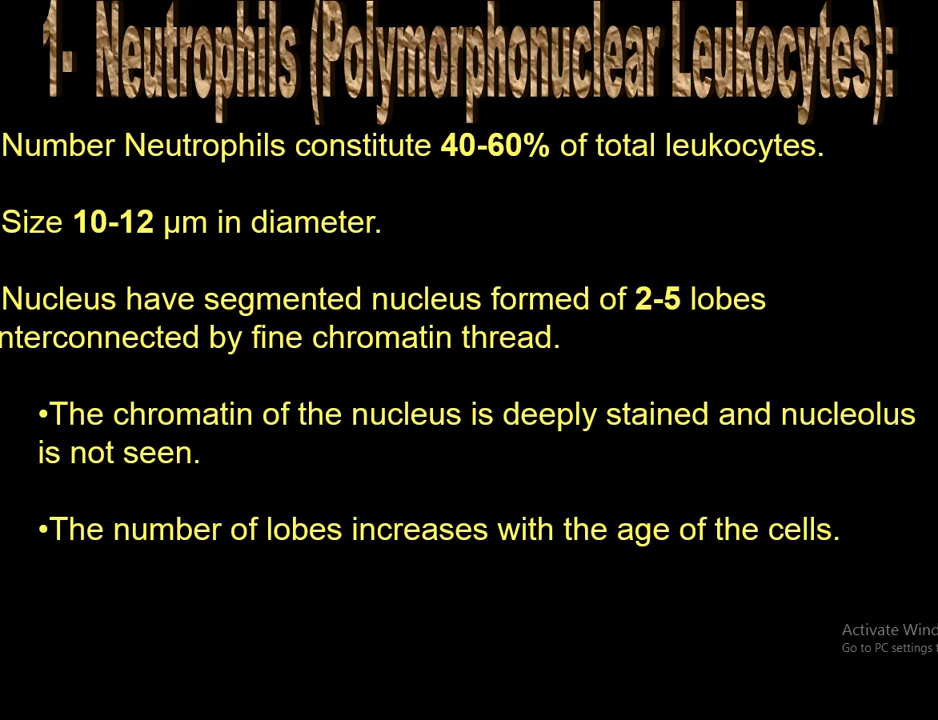 1- Neutrophils (Polymorphonuclear Leukocytes):
Number Neutrophils constitute 40-60% of total leukocytes.
Size 10-12 µm in diameter.
Nucleus have segmented nucleus formed of 2-5 lobes
nterconnected by fine chromatin thread.
•The chromatin of the nucleus is deeply stained and nucleolus
is not seen.
•The number of lobes increases with the age of the cells.
Activate Wind
Go to PC settings t